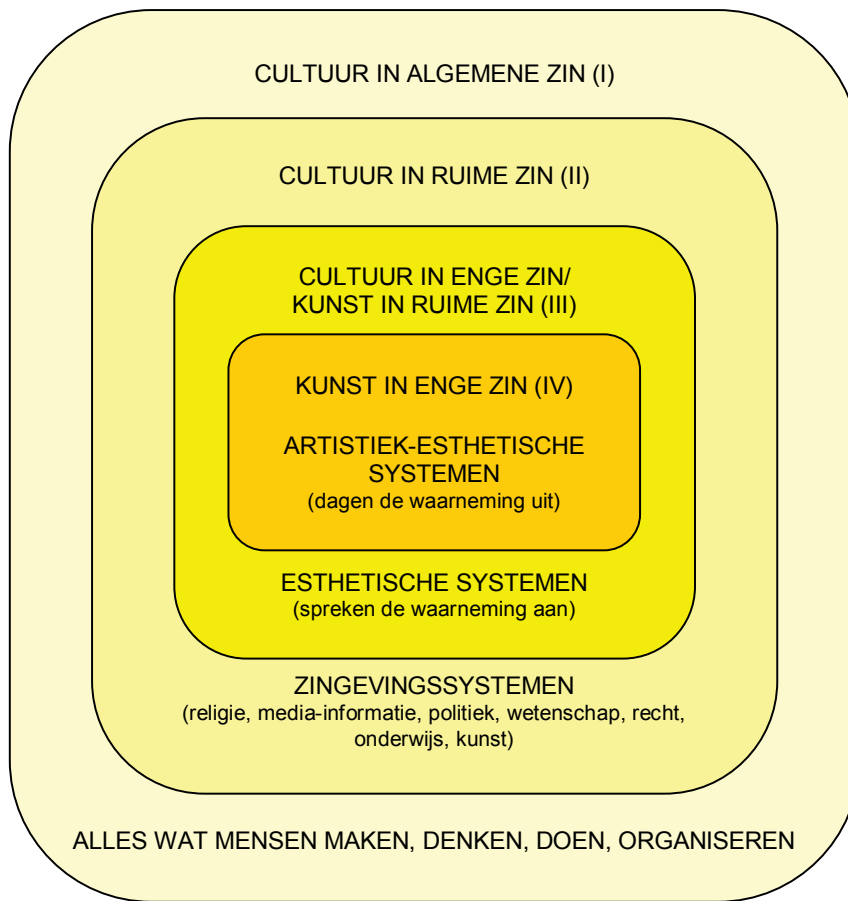 CULTUUR IN ALGEMENE ZIN (I)
CULTUUR IN RUIME ZIN (II)
CULTUUR IN ENGE ZIN/
KUNST IN RUIME ZIN (III)
KUNST IN ENGE ZIN (IV)
ARTISTIEK-ESTHETISCHE
SYSTEMEN
(dagen de waarneming uit)
ESTHETISCHE SYSTEMEN
(spreken de waarneming aan)
ZINGEVINGSSYSTEMEN
(religie, media-informatie, politiek, wetenschap, recht,
onderwijs, kunst)
ALLES WAT MENSEN MAKEN, DENKEN, DOEN, ORGANISEREN